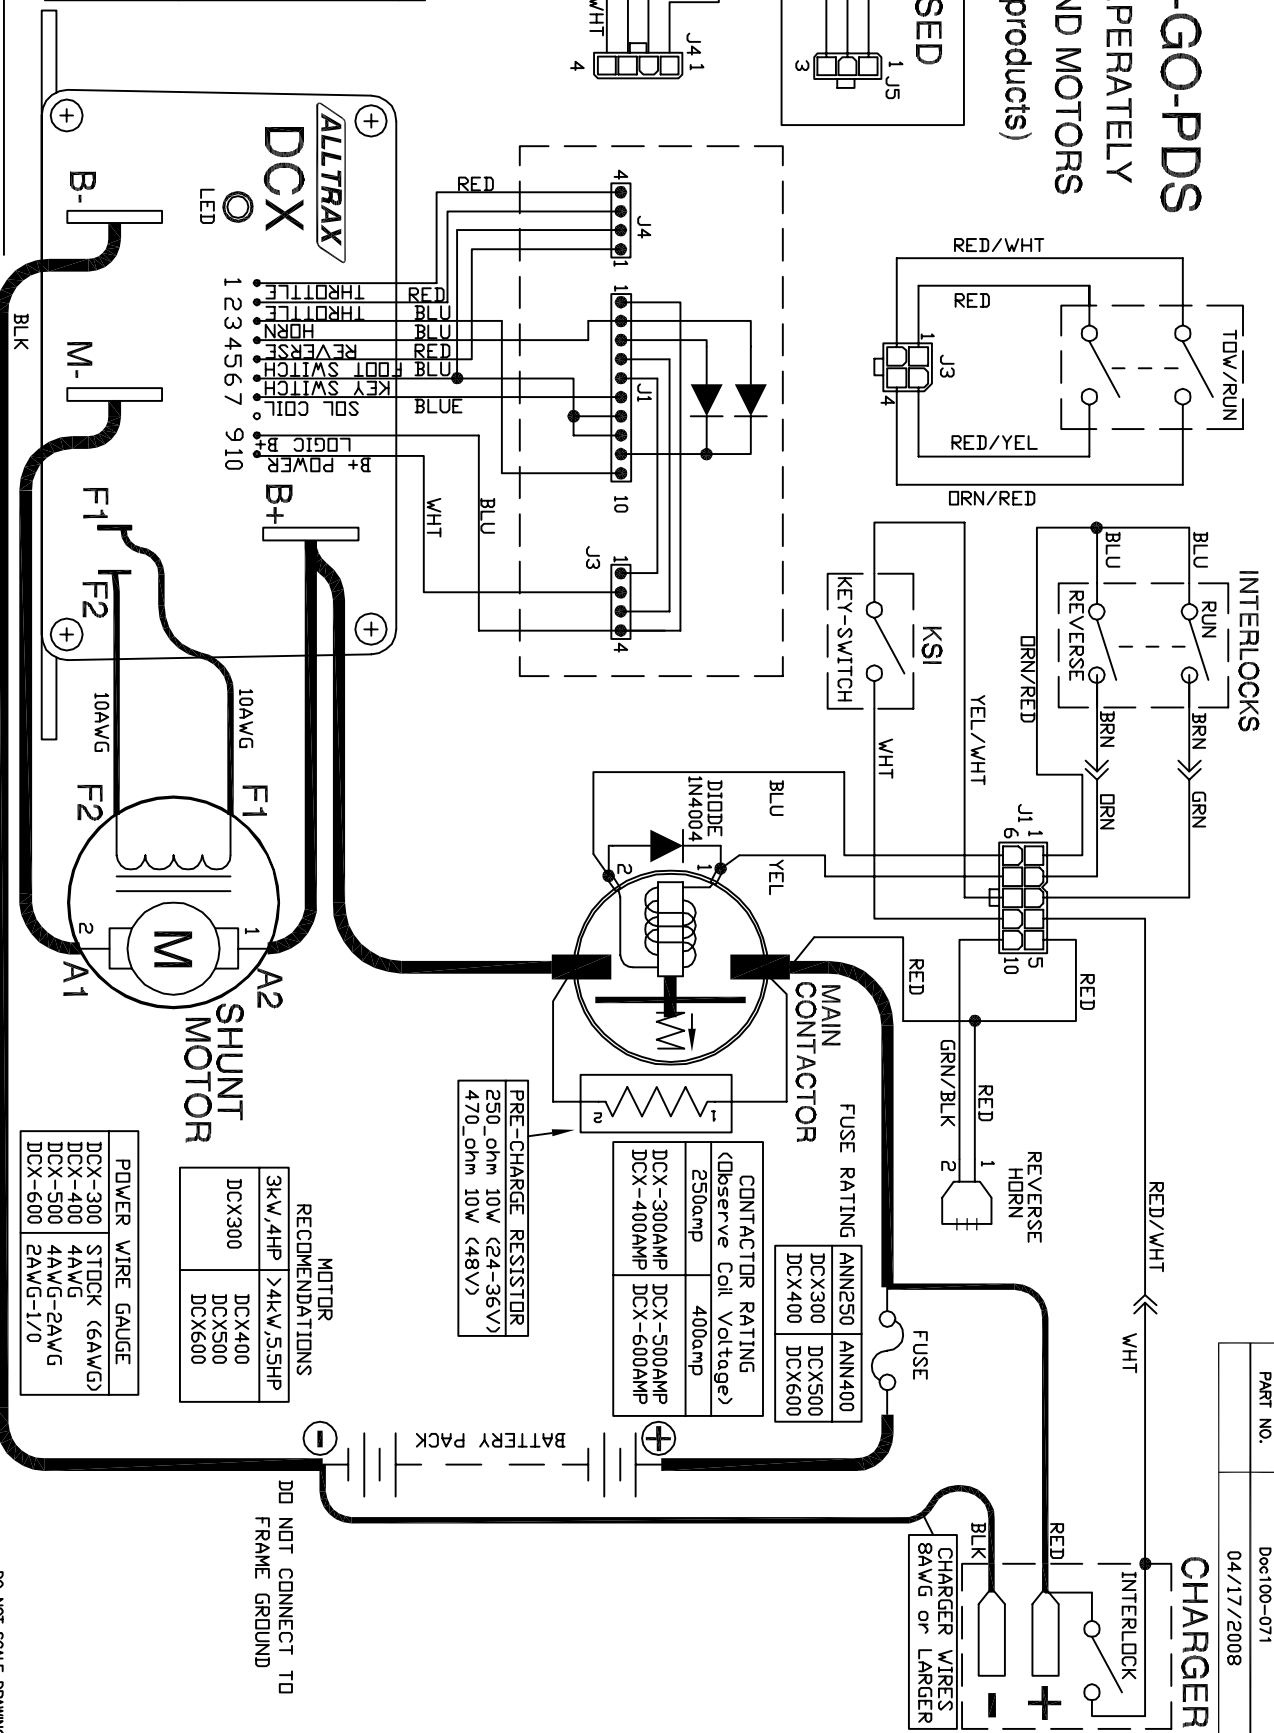 -GO-PDS
PERATELY
ND MOTORS
products)
SED
PART NO.
Doc100-071
04/17/2008
WHT
J4
1
4
J5
1
3
RED/WHT
RED
TOW/RUN
J3
1
4
RED/YEL
ORN/RED
INTERLOCKS
BLU
BLU
RUN
REVERSE
BRN
BRN
ORN/RED
ORN
GRN
KSI
KEY-SWITCH
WHT
YEL/WHT
J1
1
6
5
10
RED
RED
RED
GRN/BLK
REVERSE
HORN
1
2
RED/WHT
WHT
CHARGER
INTERLOCK
RED
BLK
+
-
CHARGER WIRES
8AWG or LARGER
ALLTRAX
DCX
LED
B-
M-
F1
F2
B+
1
2
3
4
5
6
7
9
10
THROTTLE
THROTTLE
HORN
REVERSE
FOOT SWITCH
KEY SWITCH
SOL COIL
LOGIC B+
B+ POWER
RED
RED
BLU
BLU
RED
BLU
BLUE
BLU
WHT
J4
4
1
J1
1
10
J3
1
4
BLK
10AWG
10AWG
F1
F2
M
1
2
A2
A1
SHUNT
MOTOR
DIODE
1N4004
BLU
YEL
1
2
MAIN
CONTACTOR
1
2
PRE-CHARGE RESISTOR
250_ohm 10W (24-36V)
470_ohm 10W (48V)
CONTACTOR RATING
(Observe Coil Voltage)
250amp 400amp
DCX-300AMP DCX-500AMP
DCX-400AMP DCX-600AMP
FUSE RATING
ANN250 ANN400
DCX300 DCX500
DCX400 DCX600
FUSE
MOTOR
RECOMENDATIONS
3kW,4HP >4kW,5.5HP
DCX300 DCX400
DCX500
DCX600
POWER WIRE GAUGE
DCX-300 STOCK (6AWG)
DCX-400 4AWG
DCX-500 4AWG-2AWG
DCX-600 2AWG-1/0
-
BATTERY PACK
+
DO NOT CONNECT TO
FRAME GROUND
DO NOT SCALE DRAWING